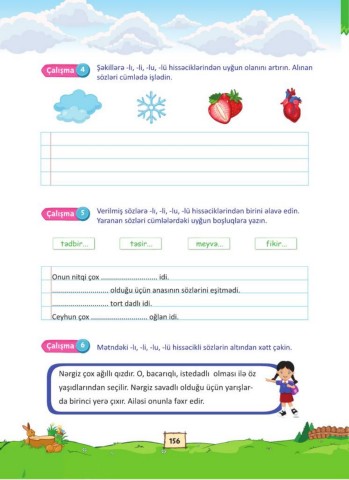 Çalışma 4
Şəkillərə -lı, -li, -lu, -lü hissəciklərindən uyğun olanını artırın. Alınan
sözləri cümlədə işlədin.
Çalışma 5
Verilmiş sözlərə -lı, -li, -lu, -lü hissəciklərindən birini əlavə edin.
Yaranan sözləri cümlələrdəki uyğun boşluqlara yazın.
tədbir... təsir... meyvə... fikir...
Onun nitqi çox ............................ idi.
............................ olduğu üçün anasının sözlərini eşitmədi.
............................ tort dadlı idi.
Ceyhun çox ............................ oğlan idi.
Çalışma 6
Mətndəki -lı, -li, -lu, -lü hissəcikli sözlərin altından xətt çəkin.
Nərgiz çox ağıllı qızdır. O, bacarıqlı, istedadlı olması ilə öz
yaşıdlarından seçilir. Nərgiz savadlı olduğu üçün yarışlar-
da birinci yerə çıxır. Ailəsi onunla fəxr edir.
156